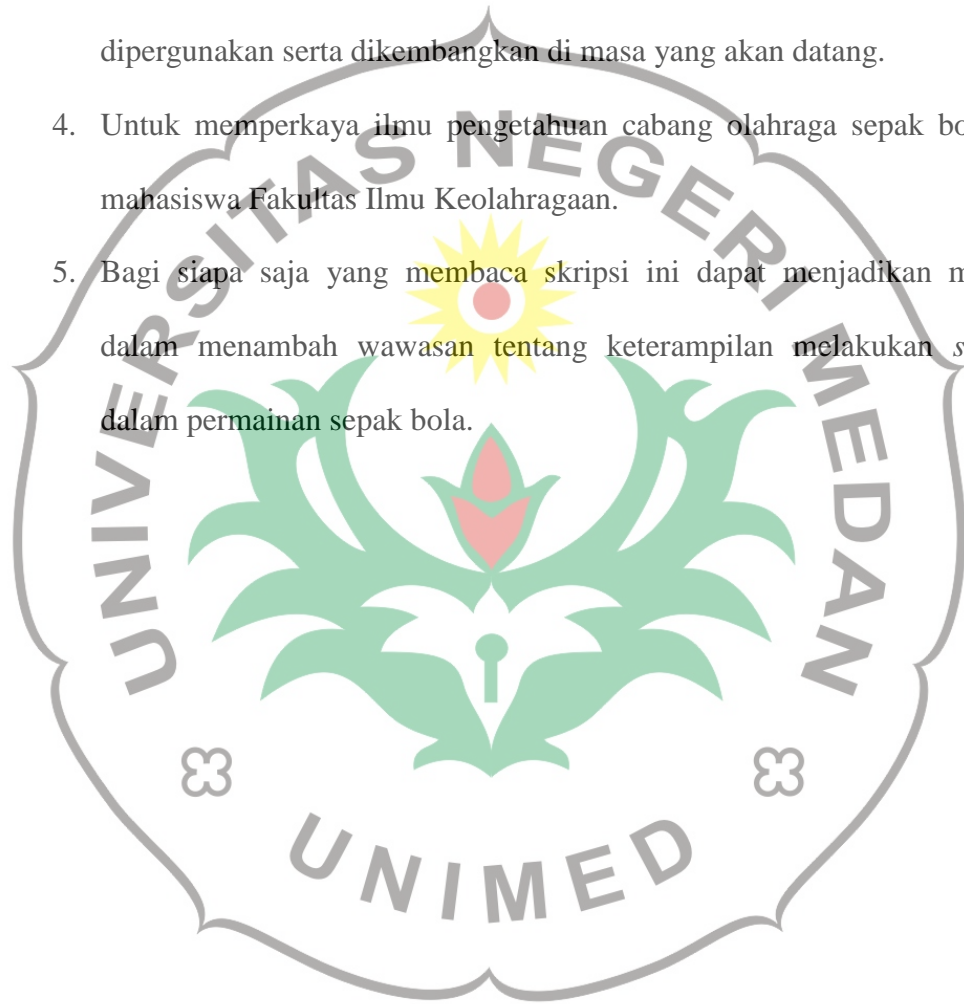 dipergunakan serta dikembangkan di masa yang akan datang.
4. Untuk memperkaya ilmu pengetahuan cabang olahraga sepak bo
mahasiswa Fakultas Ilmu Keolahragaan.
5. Bagi siapa saja yang membaca skripsi ini dapat menjadikan m
dalam menambah wawasan tentang keterampilan melakukan s
dalam permainan sepak bola.
UNIVERSITAS NEGERI MEDAN
UNIMED